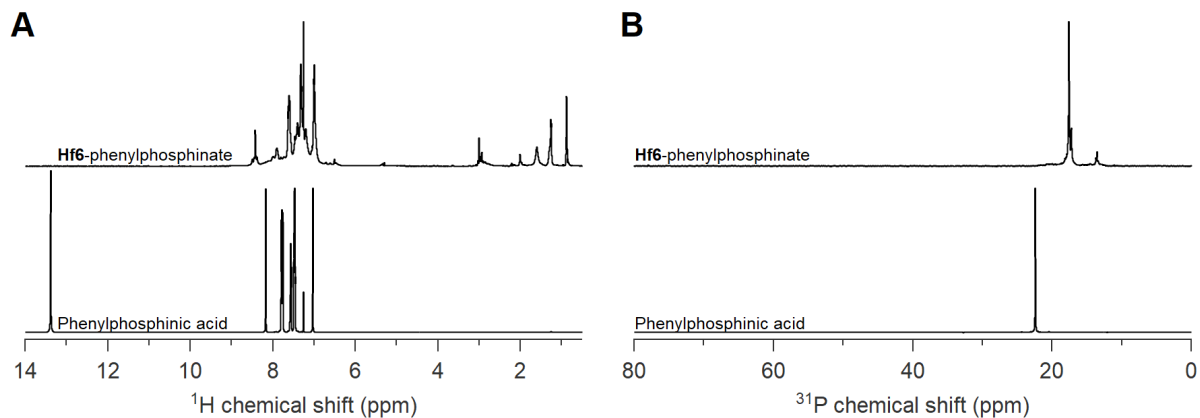 A
B
Hf6-phenylphosphinate
Hf6-phenylphosphinate
Phenylphosphinic acid
Phenylphosphinic acid
14 12 10 8 6 4 2
80 60 40 20 0
¹H chemical shift (ppm)
³¹P chemical shift (ppm)